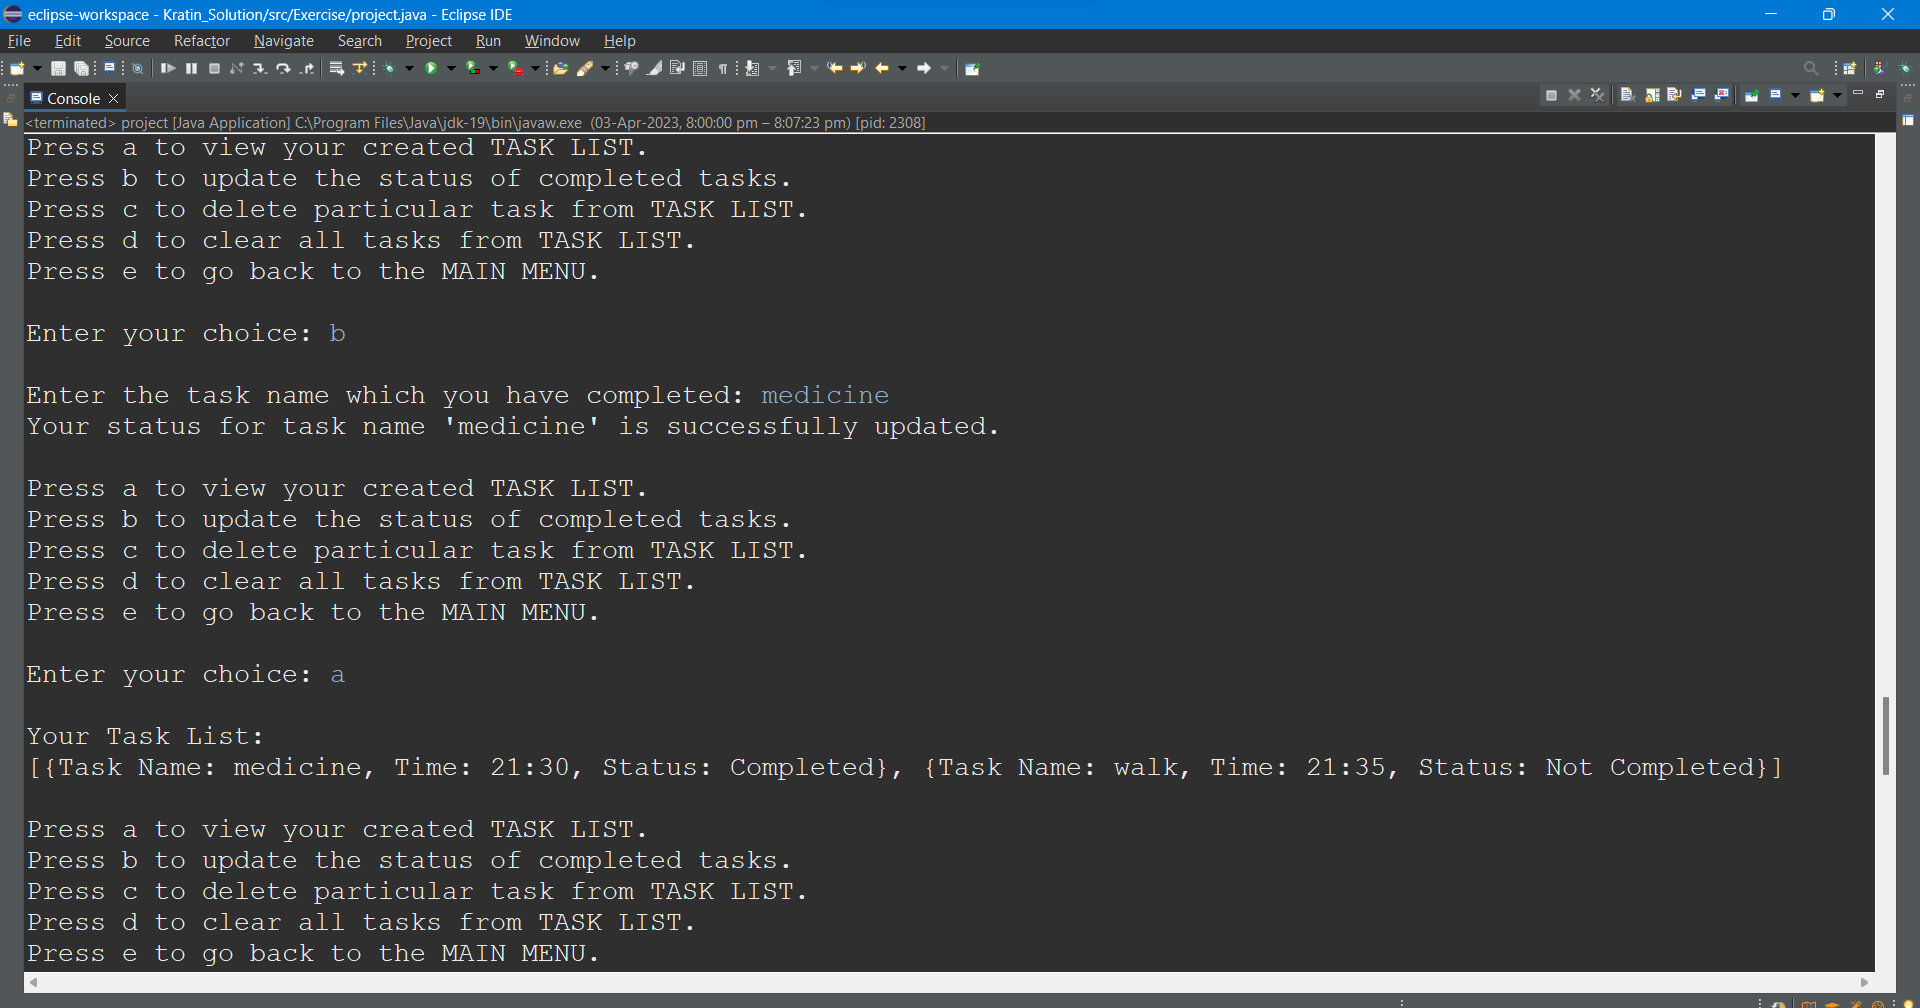 eclipse-workspace - Kratin_Solution/src/Exercise/project.java - Eclipse IDE
File Edit Source Refactor Navigate Search Project Run Window Help
Console
<terminated> project [Java Application] C:\Program Files\Java\jdk-19\bin\javaw.exe (03-Apr-2023, 8:00:00 pm – 8:07:23 pm) [pid: 2308]
Press a to view your created TASK LIST.
Press b to update the status of completed tasks.
Press c to delete particular task from TASK LIST.
Press d to clear all tasks from TASK LIST.
Press e to go back to the MAIN MENU.
Enter your choice: b
Enter the task name which you have completed: medicine
Your status for task name 'medicine' is successfully updated.
Press a to view your created TASK LIST.
Press b to update the status of completed tasks.
Press c to delete particular task from TASK LIST.
Press d to clear all tasks from TASK LIST.
Press e to go back to the MAIN MENU.
Enter your choice: a
Your Task List:
[{Task Name: medicine, Time: 21:30, Status: Completed}, {Task Name: walk, Time: 21:35, Status: Not Completed}]
Press a to view your created TASK LIST.
Press b to update the status of completed tasks.
Press c to delete particular task from TASK LIST.
Press d to clear all tasks from TASK LIST.
Press e to go back to the MAIN MENU.